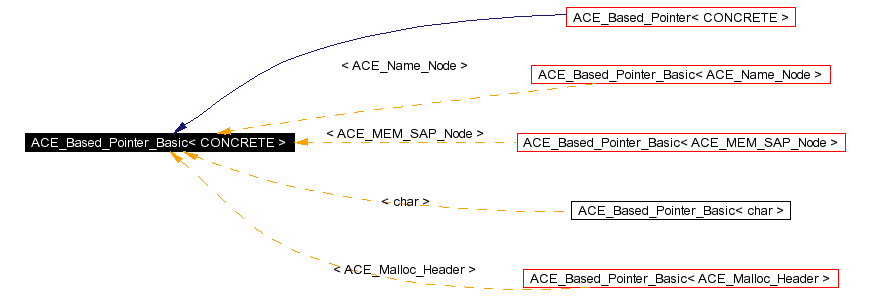 ACE_Based_Pointer< CONCRETE >
< ACE_Name_Node >
ACE_Based_Pointer_Basic< ACE_Name_Node >
ACE_Based_Pointer_Basic< CONCRETE >
< ACE_MEM_SAP_Node >
ACE_Based_Pointer_Basic< ACE_MEM_SAP_Node >
< char >
ACE_Based_Pointer_Basic< char >
< ACE_Malloc_Header >
ACE_Based_Pointer_Basic< ACE_Malloc_Header >